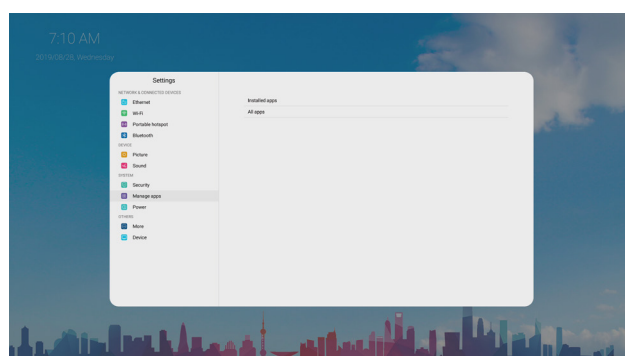 7:10 AM
2019/08/28, Wednesday
Settings
NETWORK & CONNECTED DEVICES
Ethernet
Wi-Fi
Portable hotspot
Bluetooth
DEVICE
Picture
Sound
SYSTEM
Security
Manage apps
Power
OTHERS
More
Device
Installed apps
All apps